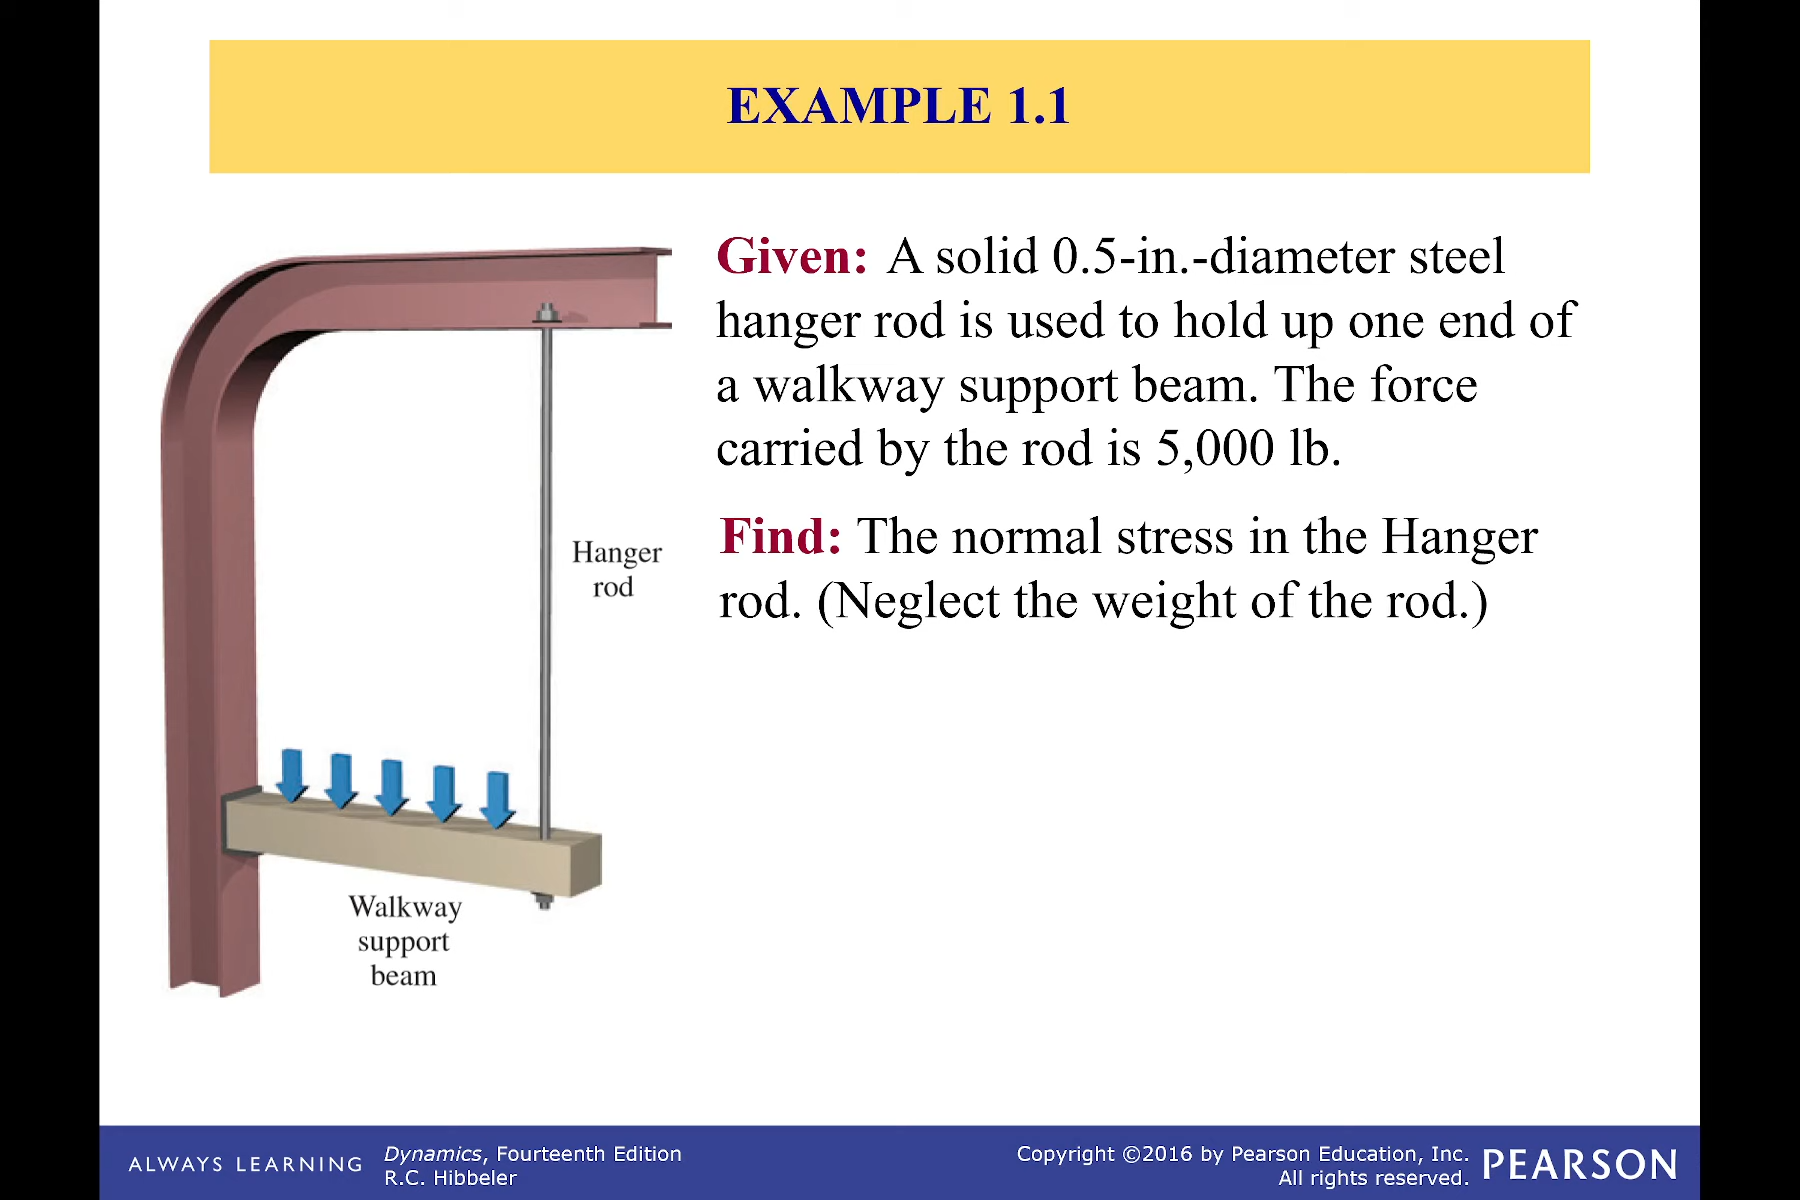 EXAMPLE 1.1
Given: A solid 0.5-in.-diameter steel
hanger rod is used to hold up one end of
a walkway support beam. The force
carried by the rod is 5,000 lb.
Find: The normal stress in the Hanger
rod. (Neglect the weight of the rod.)
Hanger
rod
Walkway
support
beam
ALWAYS LEARNING
Dynamics, Fourteenth Edition
R.C. Hibbeler
Copyright ©2016 by Pearson Education, Inc.
All rights reserved.
PEARSON